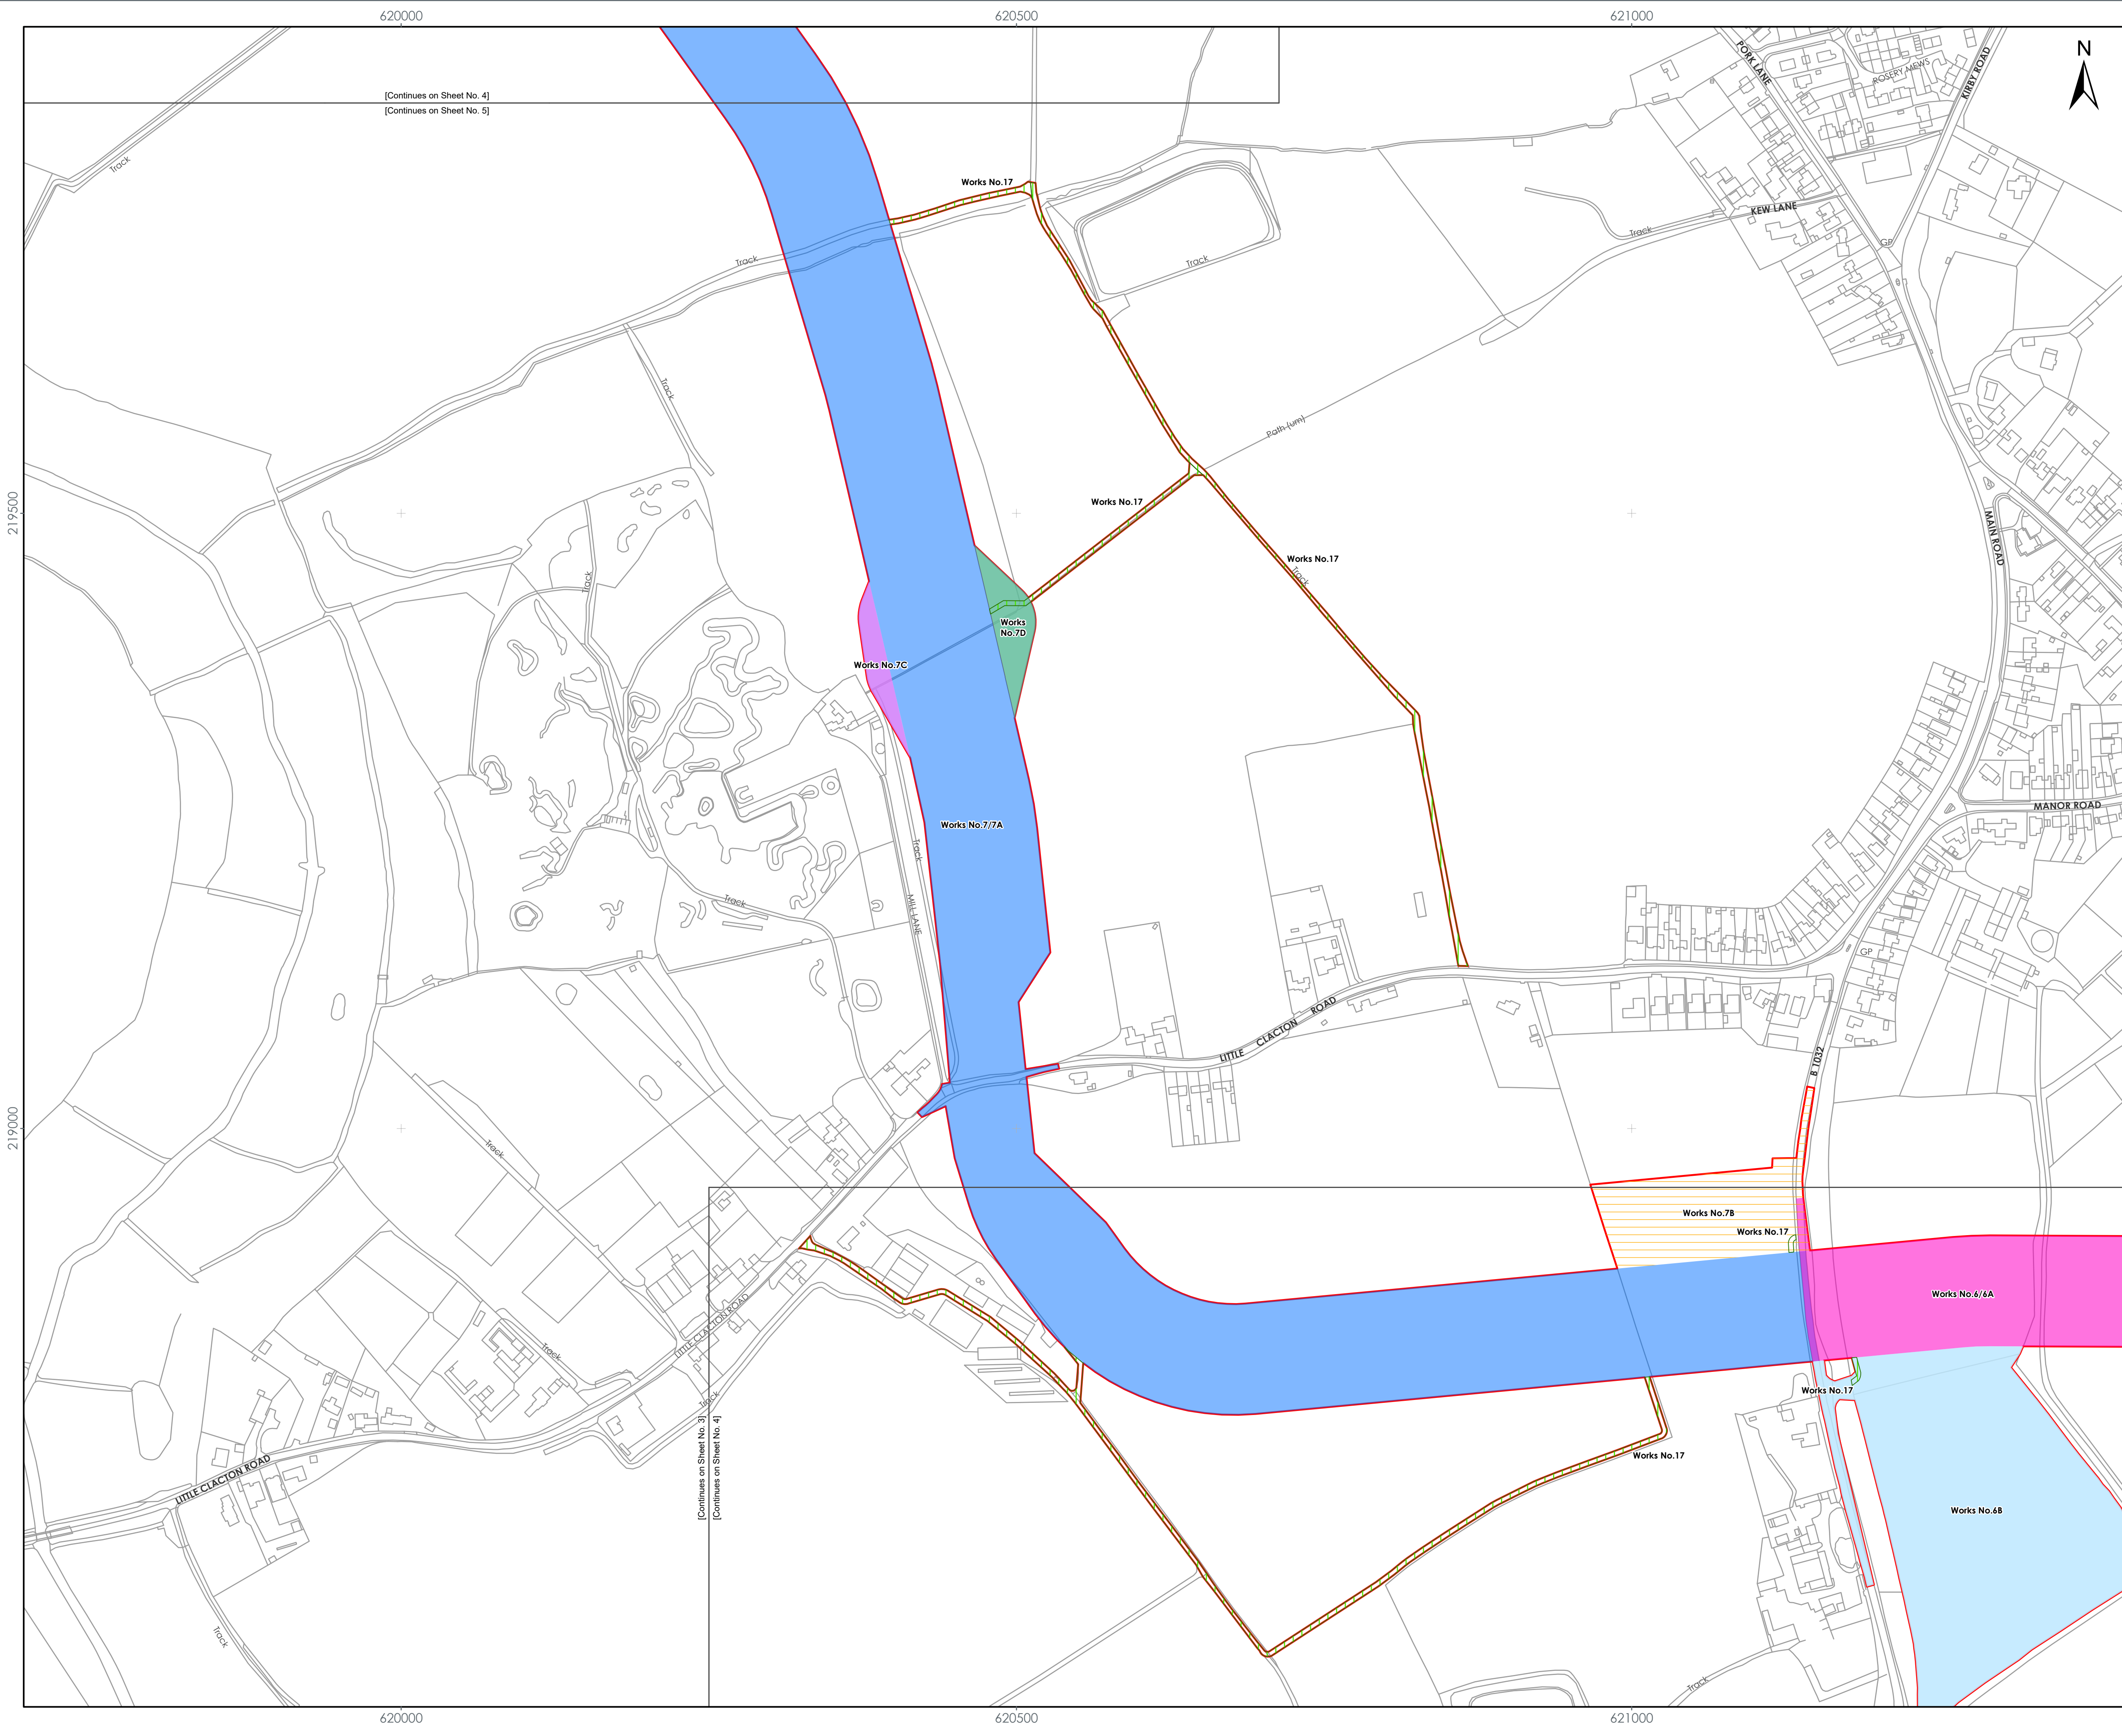 620000
620500
621000
N
PORK LANE
ROSERY MEWS
KIRBY ROAD
[Continues on Sheet No. 4]
[Continues on Sheet No. 5]
Track
Works No.17
KEW LANE
Track
GP
Track
Track
Track
Path (um)
219500
Works No.17
MAIN ROAD
Works No.17
Track
Track
Works
No.7D
Works No.7C
MANOR ROAD
Works No.7/7A
Track
Track
MILL LANE
GP
LITTLE CLACTON ROAD
B 1032
219000
Track
Works No.7B
Works No.17
Works No.6/6A
LITTLE CLACTON ROAD
Track
Works No.17
Track
[Continues on Sheet No. 3]
[Continues on Sheet No. 4]
Works No.17
LITTLE CLACTON ROAD
Works No.6B
Track
Track
620000
620500
621000